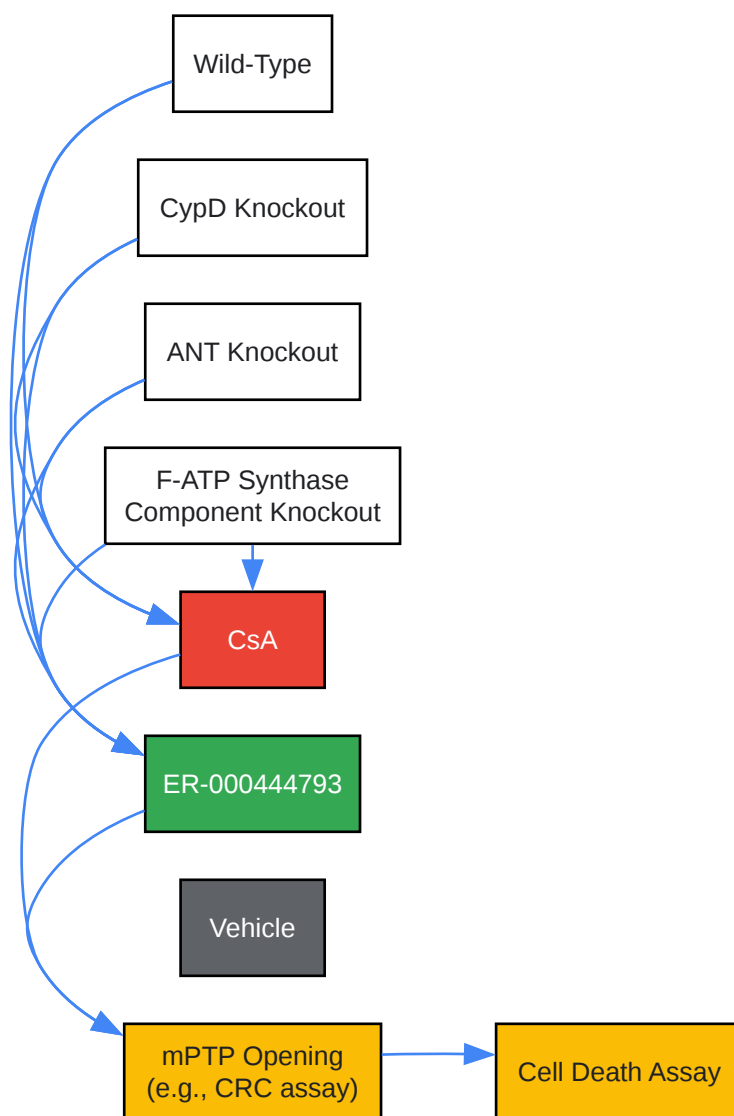 Wild-Type
CypD Knockout
ANT Knockout
F-ATP Synthase
Component Knockout
CsA
ER-000444793
Vehicle
mPTP Opening
(e.g., CRC assay)
Cell Death Assay